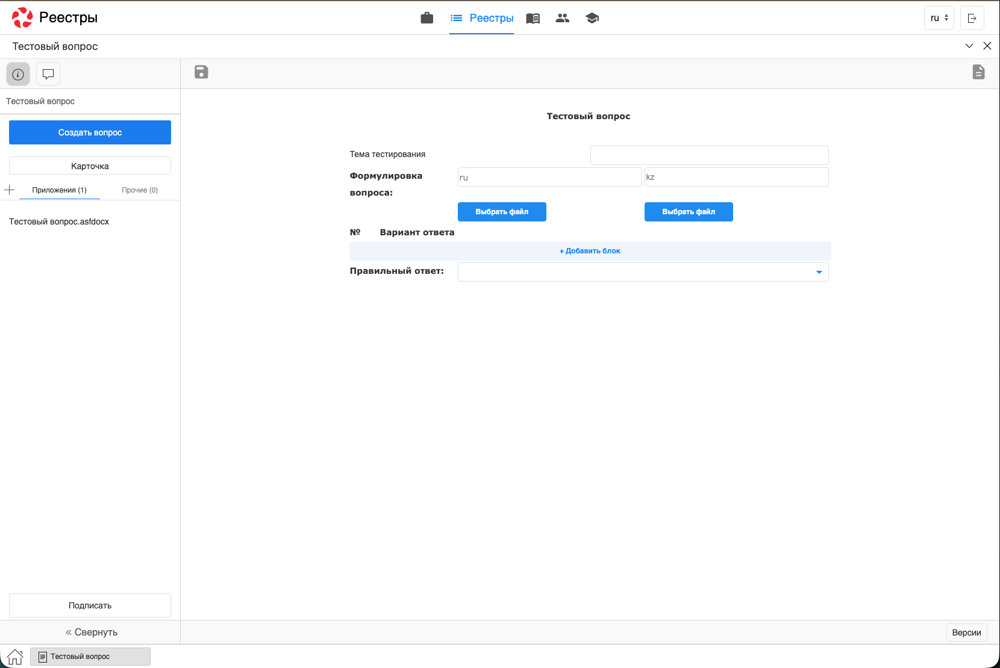 Реестры
Реестры
ru
Тестовый вопрос
Тестовый вопрос
Создать вопрос
Карточка
Приложения (1)
Прочие (0)
Тестовый вопрос.asfdocx
Подписать
« Свернуть
Тестовый вопрос
Тема тестирования
Формулировка
вопроса:
ru
kz
Выбрать файл
Выбрать файл
№ Вариант ответа
+ Добавить блок
Правильный ответ:
Версии
Тестовый вопрос